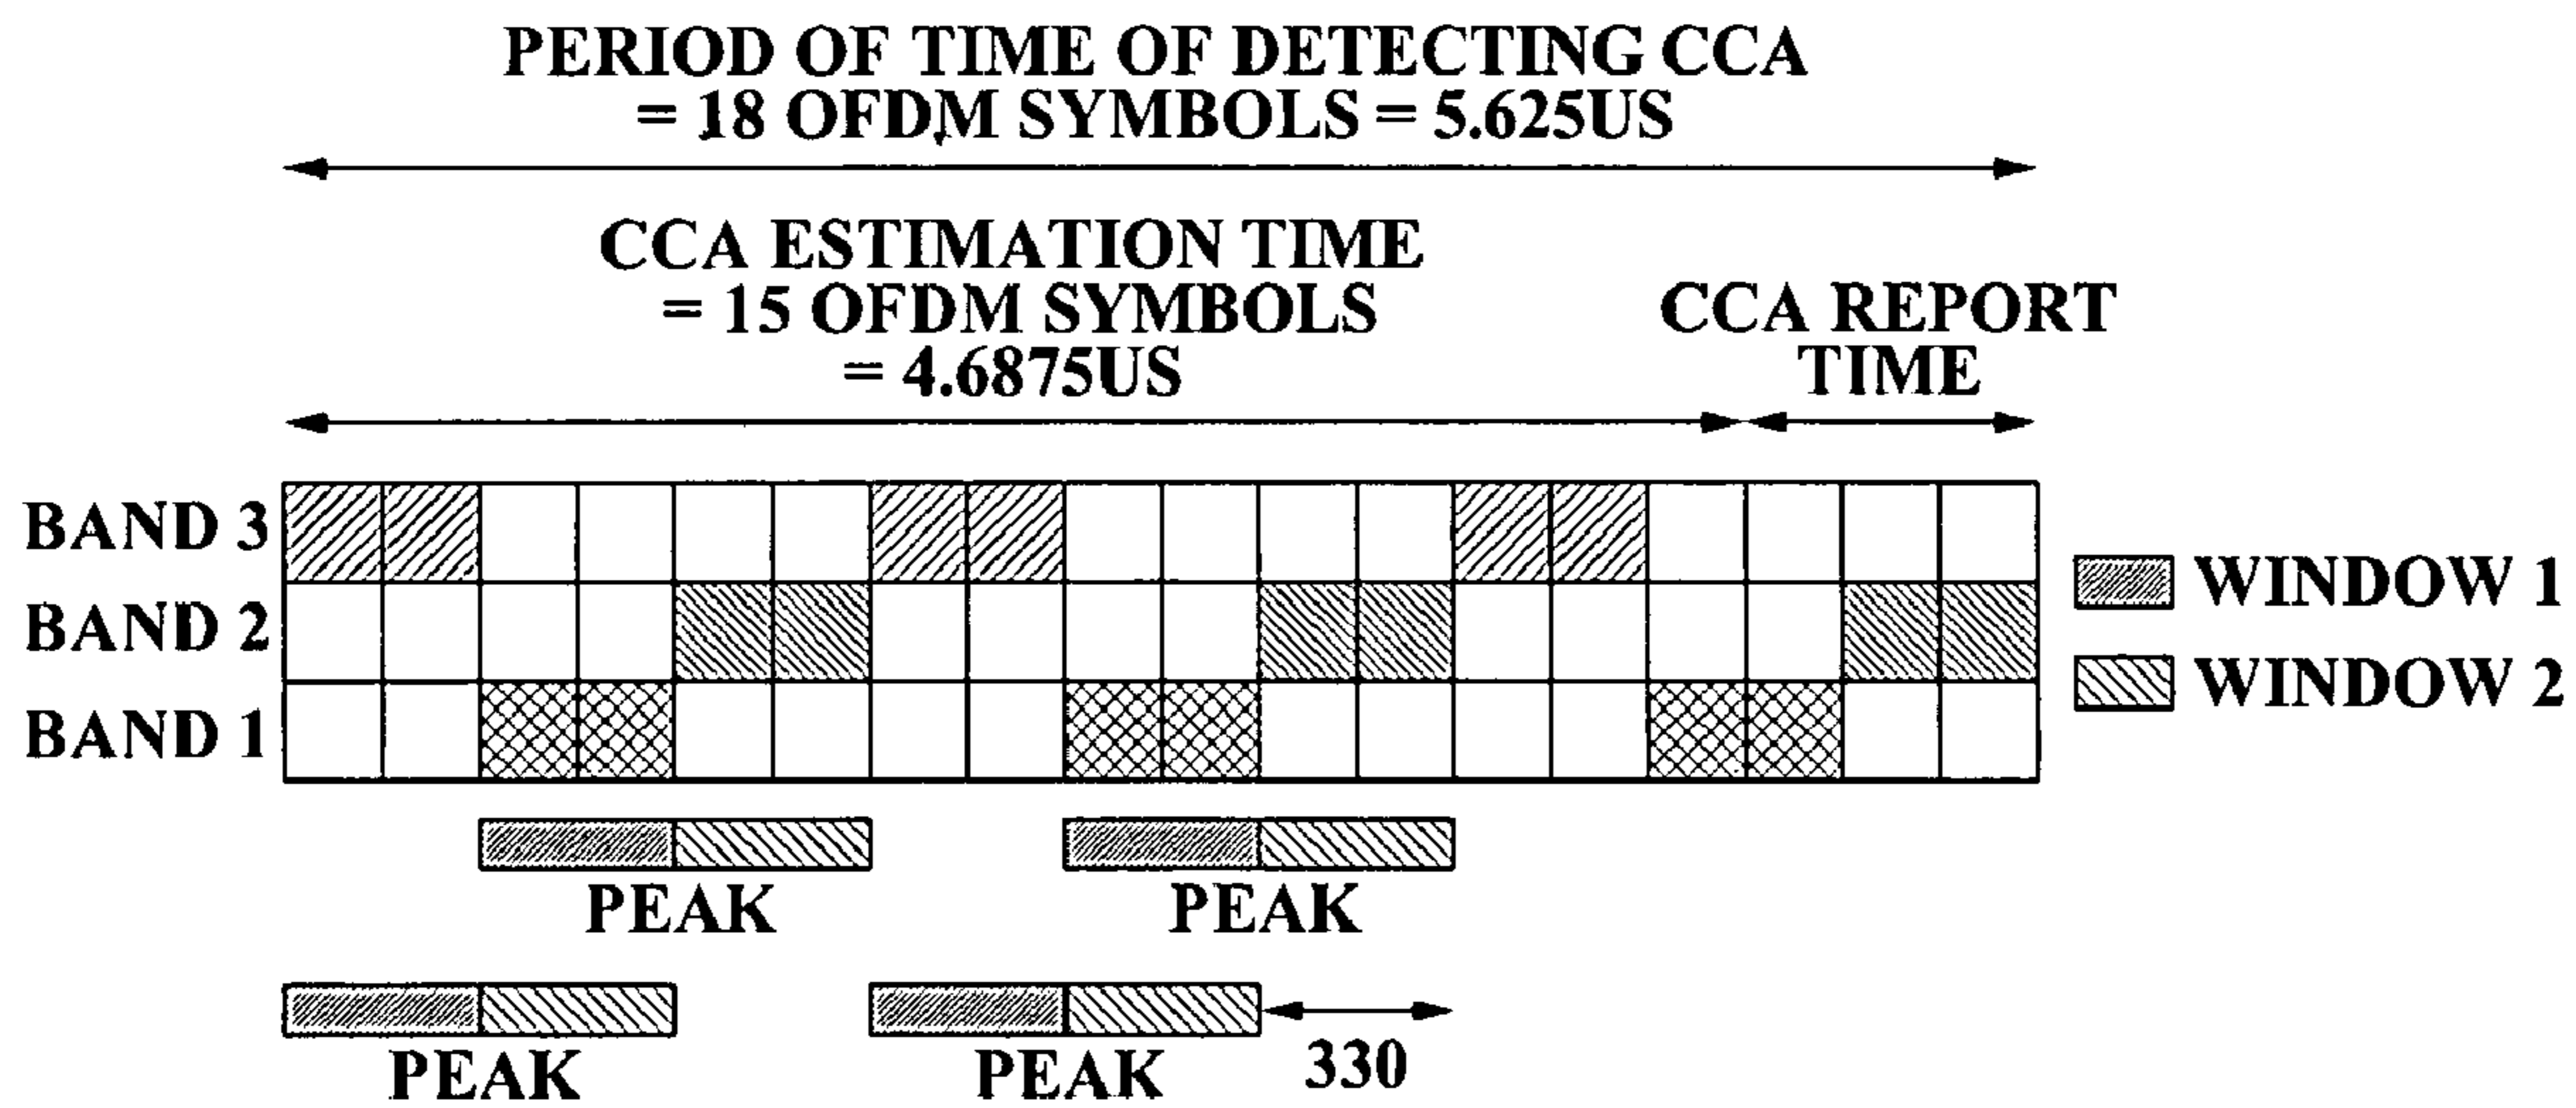 PERIOD OF TIME OF DETECTING CCA
= 18 OFDM SYMBOLS = 5.625US
CCA ESTIMATION TIME
= 15 OFDM SYMBOLS
= 4.6875US
CCA REPORT
TIME
BAND 3
BAND 2
BAND 1
WINDOW 1
WINDOW 2
PEAK
PEAK
PEAK
PEAK
330